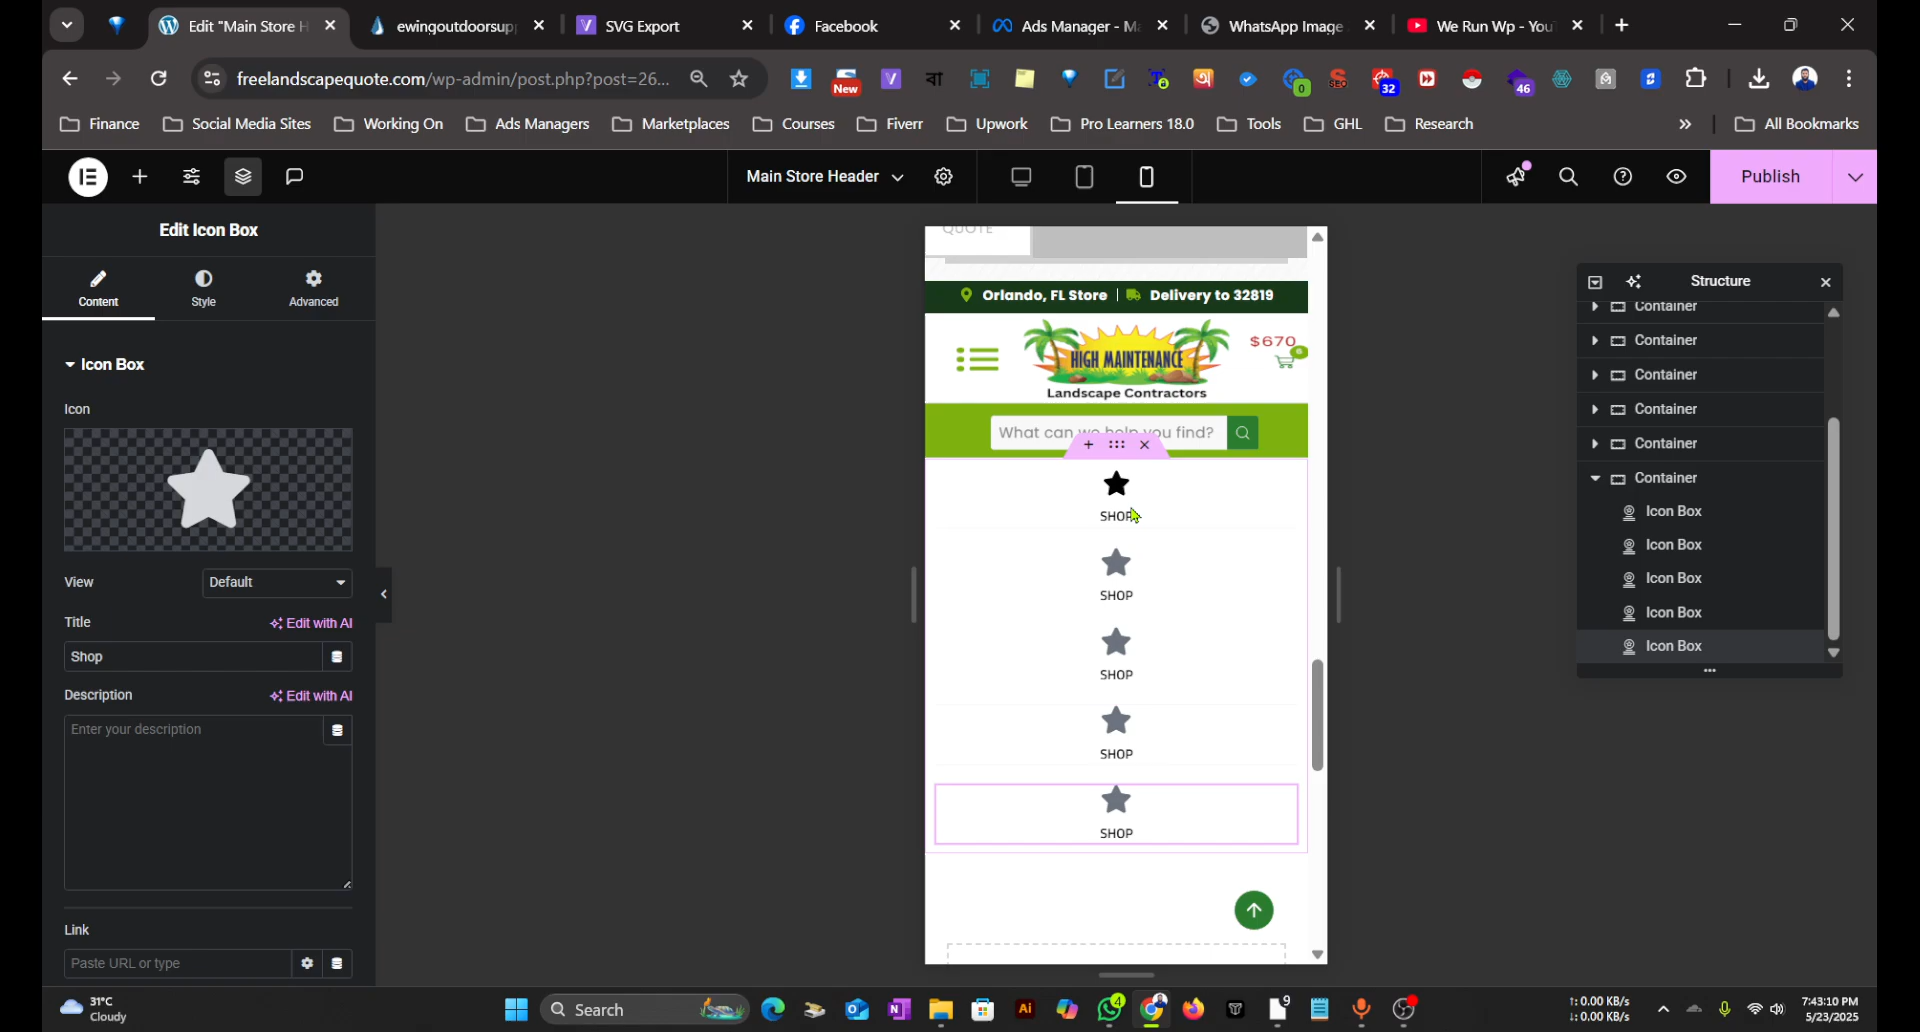 Edit "Main Store H
ewingoutdoorsup
SVG Export
Facebook
Ads Manager - M
WhatsApp Image
We Run Wp - You
freelandscapequote.com/wp-admin/post.php?post=26...
New
বা
0
SEO
32
46
Finance
Social Media Sites
Working On
Ads Managers
Marketplaces
Courses
Fiverr
Upwork
Pro Learners 18.0
Tools
GHL
Research
All Bookmarks
Main Store Header
Publish
Edit Icon Box
Content
Style
Advanced
Icon Box
Icon
View
Default
Title
Edit with AI
Shop
Description
Edit with AI
Enter your description
Link
Paste URL or type
QUOTE
Orlando, FL Store | Delivery to 32819
HIGH MAINTENANCE
Landscape Contractors
$670
What can we help you find?
SHOP
SHOP
SHOP
SHOP
SHOP
Structure
Container
Container
Container
Container
Container
Container
Icon Box
Icon Box
Icon Box
Icon Box
Icon Box
31°C
Cloudy
Search
Ai
4
9
↑: 0.00 KB/s
↓: 0.00 KB/s
7:43:10 PM
5/23/2025